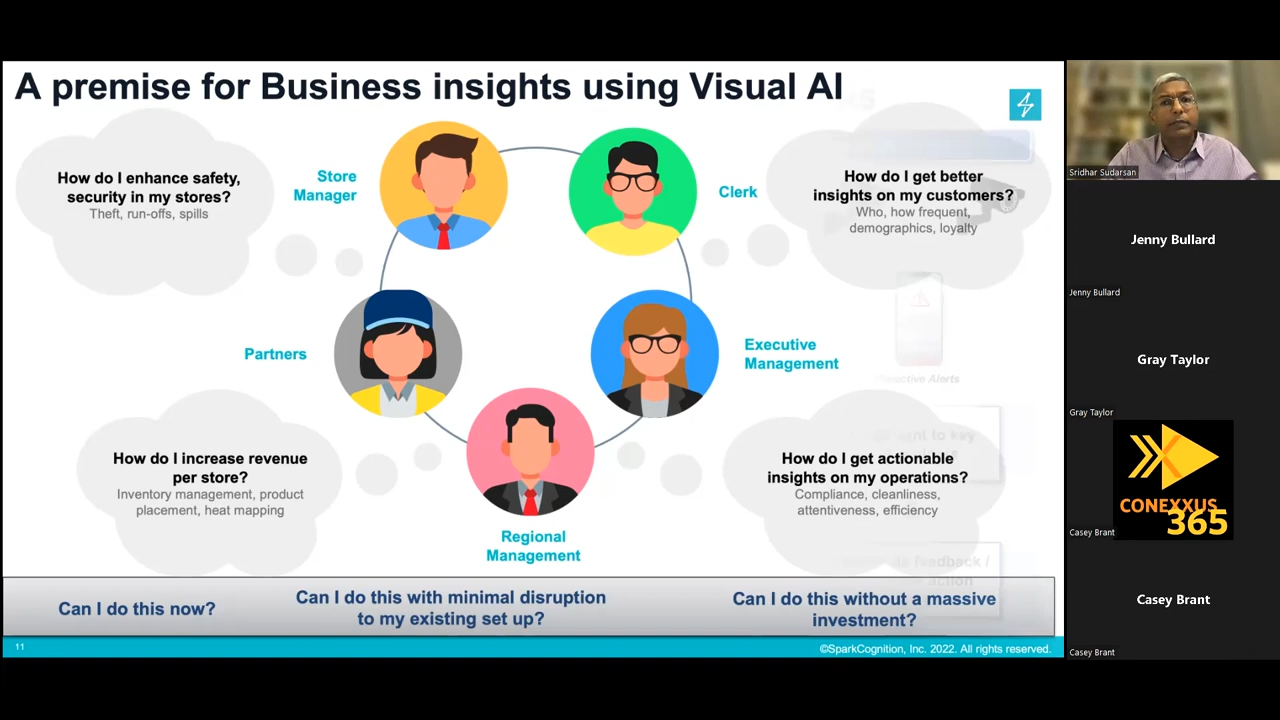 A premise for Business insights using Visual AI
How do I enhance safety,
security in my stores?
Theft, run-offs, spills
Store
Manager
Clerk
How do I get better
insights on my customers?
Who, how frequent,
demographics, loyalty
Partners
Executive
Management
How do I increase revenue
per store?
Inventory management, product
placement, heat mapping
Regional
Management
How do I get actionable
insights on my operations?
Compliance, cleanliness,
attentiveness, efficiency
Alerts
to key
feedback /
action
Can I do this now?
Can I do this with minimal disruption
to my existing set up?
Can I do this without a massive
investment?
11
©SparkCognition, Inc. 2022. All rights reserved.
Sridhar Sudarsan
Jenny Bullard
Jenny Bullard
Gray Taylor
Gray Taylor
CONEXXUS
365
Casey Brant
Casey Brant
Casey Brant